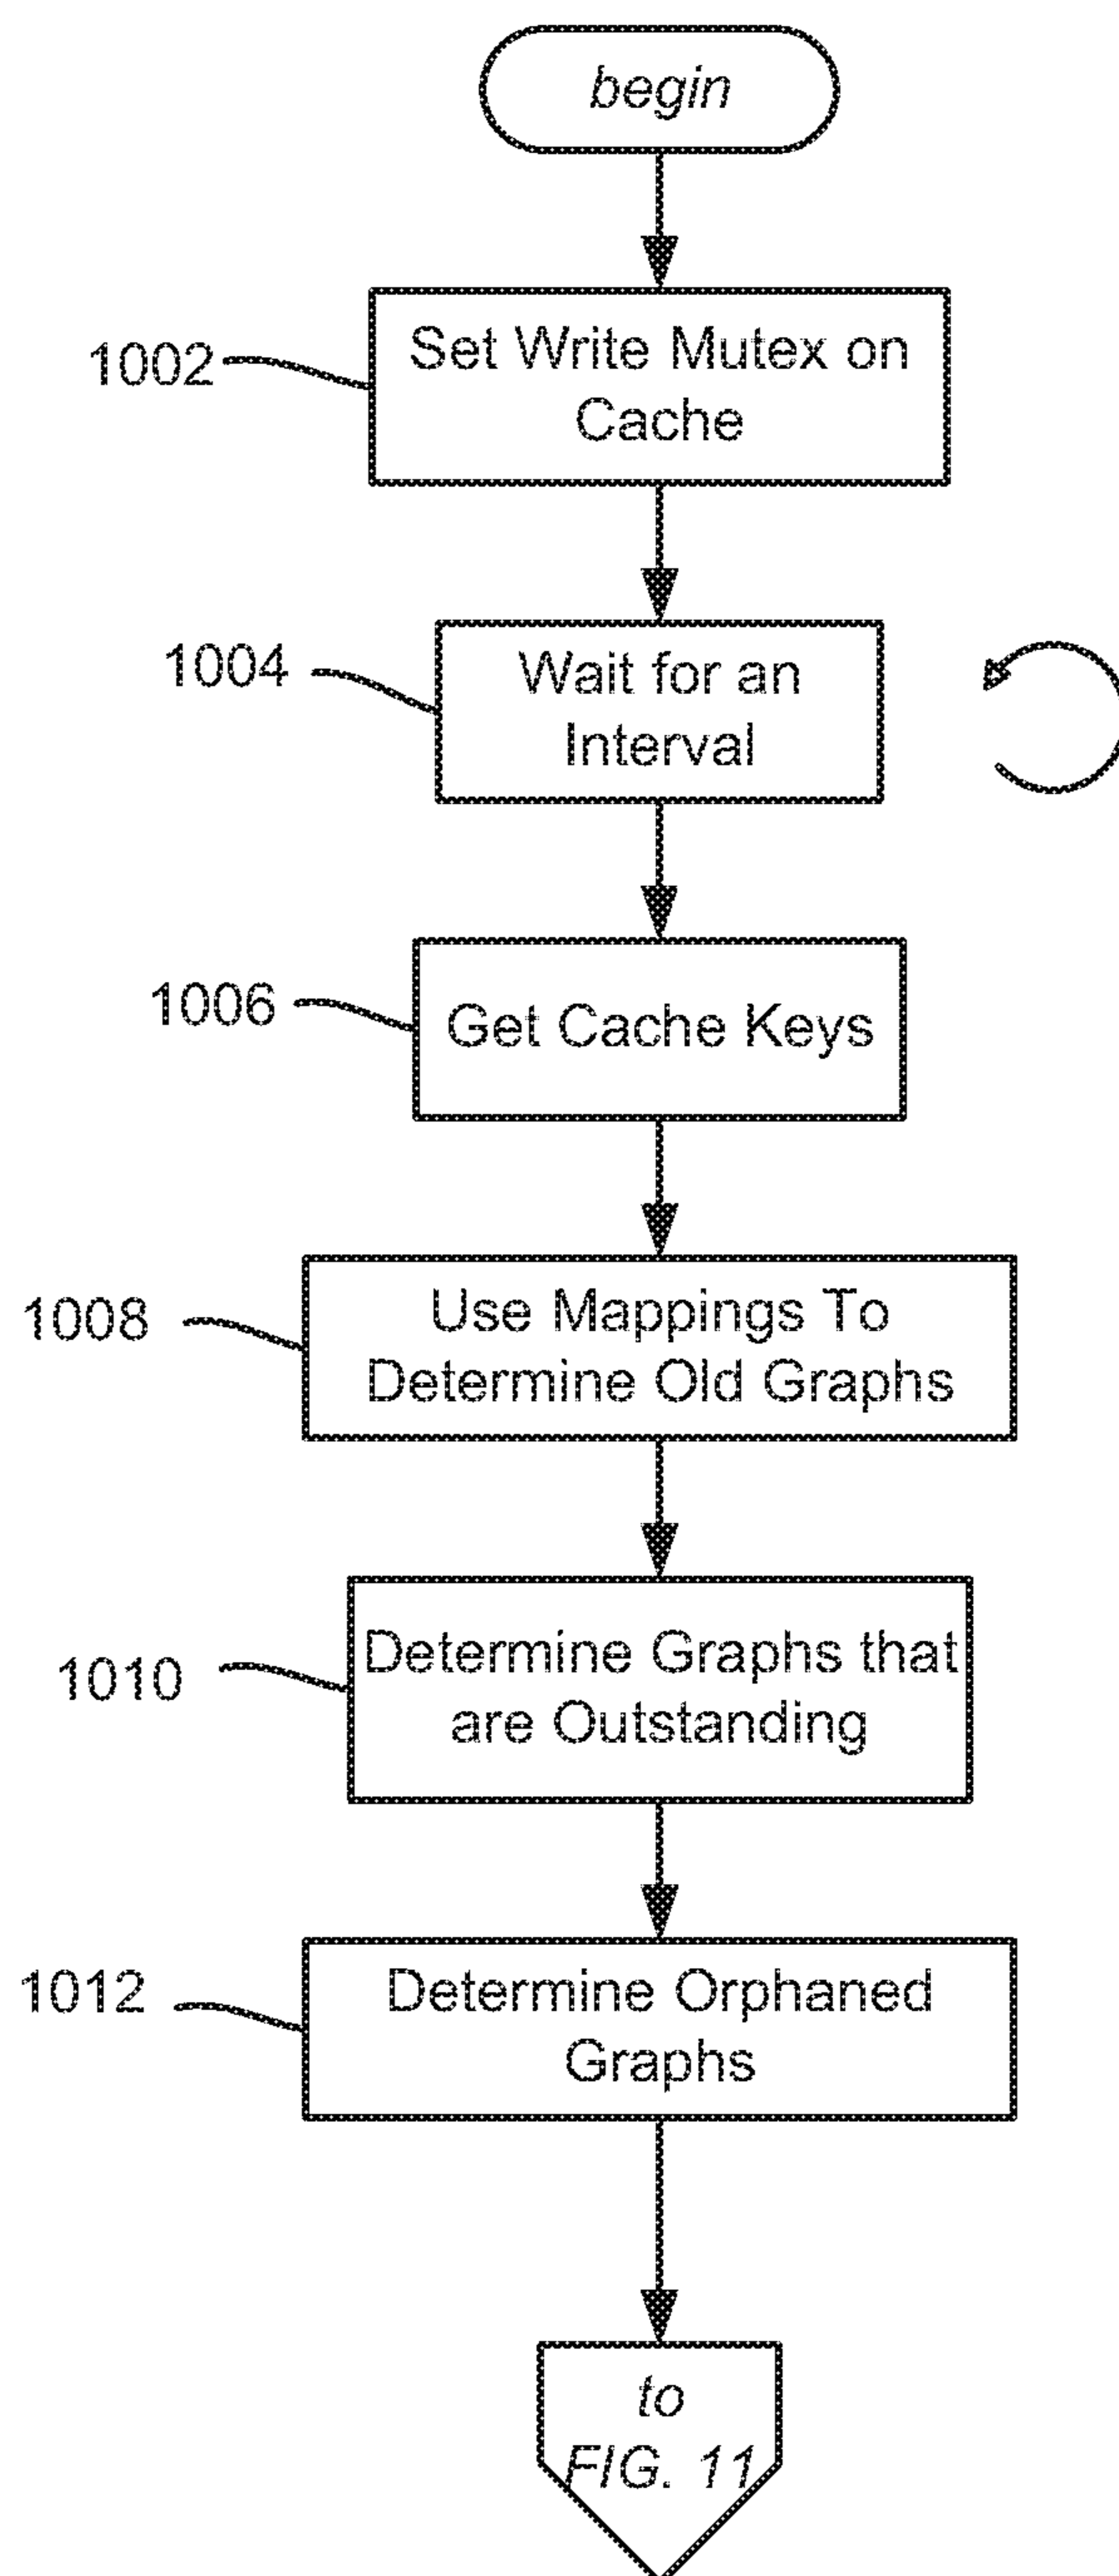 begin
1002
Set Write Mutex on
Cache
1004
Wait for an
Interval
1006
Get Cache Keys
1008
Use Mappings To
Determine Old Graphs
1010
Determine Graphs that
are Outstanding
1012
Determine Orphaned
Graphs
to
FIG. 11